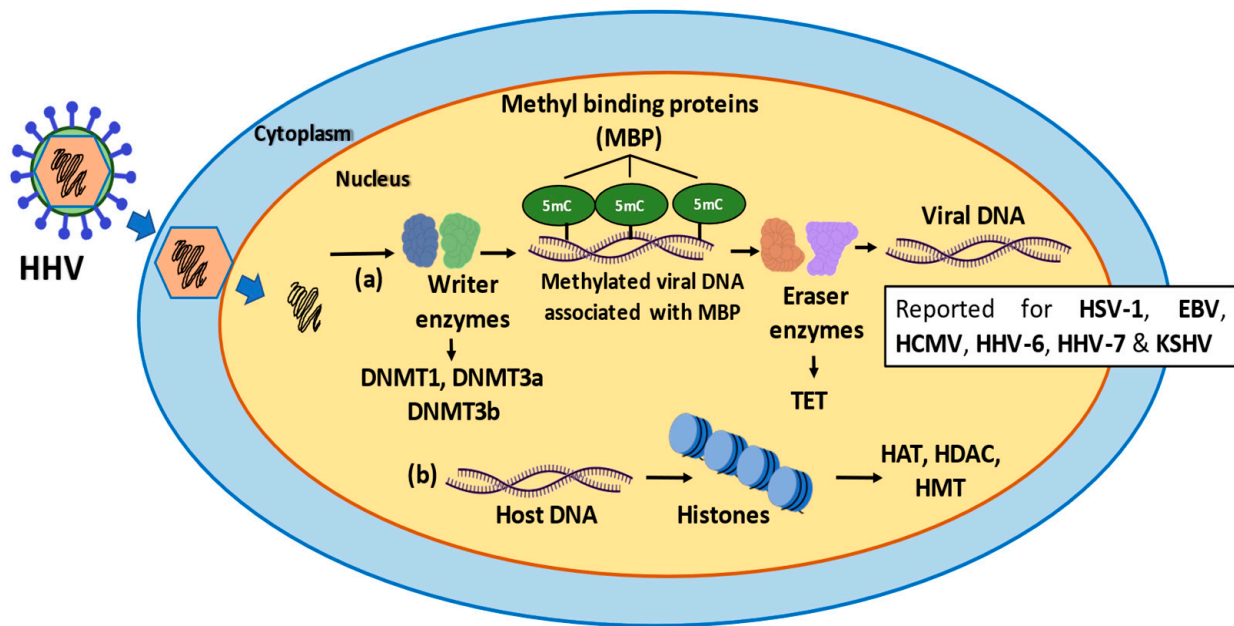 HHV
Cytoplasm
Nucleus
Methyl binding proteins
(MBP)
5mC
5mC
5mC
(a)
Writer
enzymes
DNMT1, DNMT3a
DNMT3b
Methylated viral DNA
associated with MBP
Eraser
enzymes
TET
Viral DNA
Reported for HSV-1, EBV,
HCMV, HHV-6, HHV-7 & KSHV
(b)
Host DNA
Histones
HAT, HDAC,
HMT